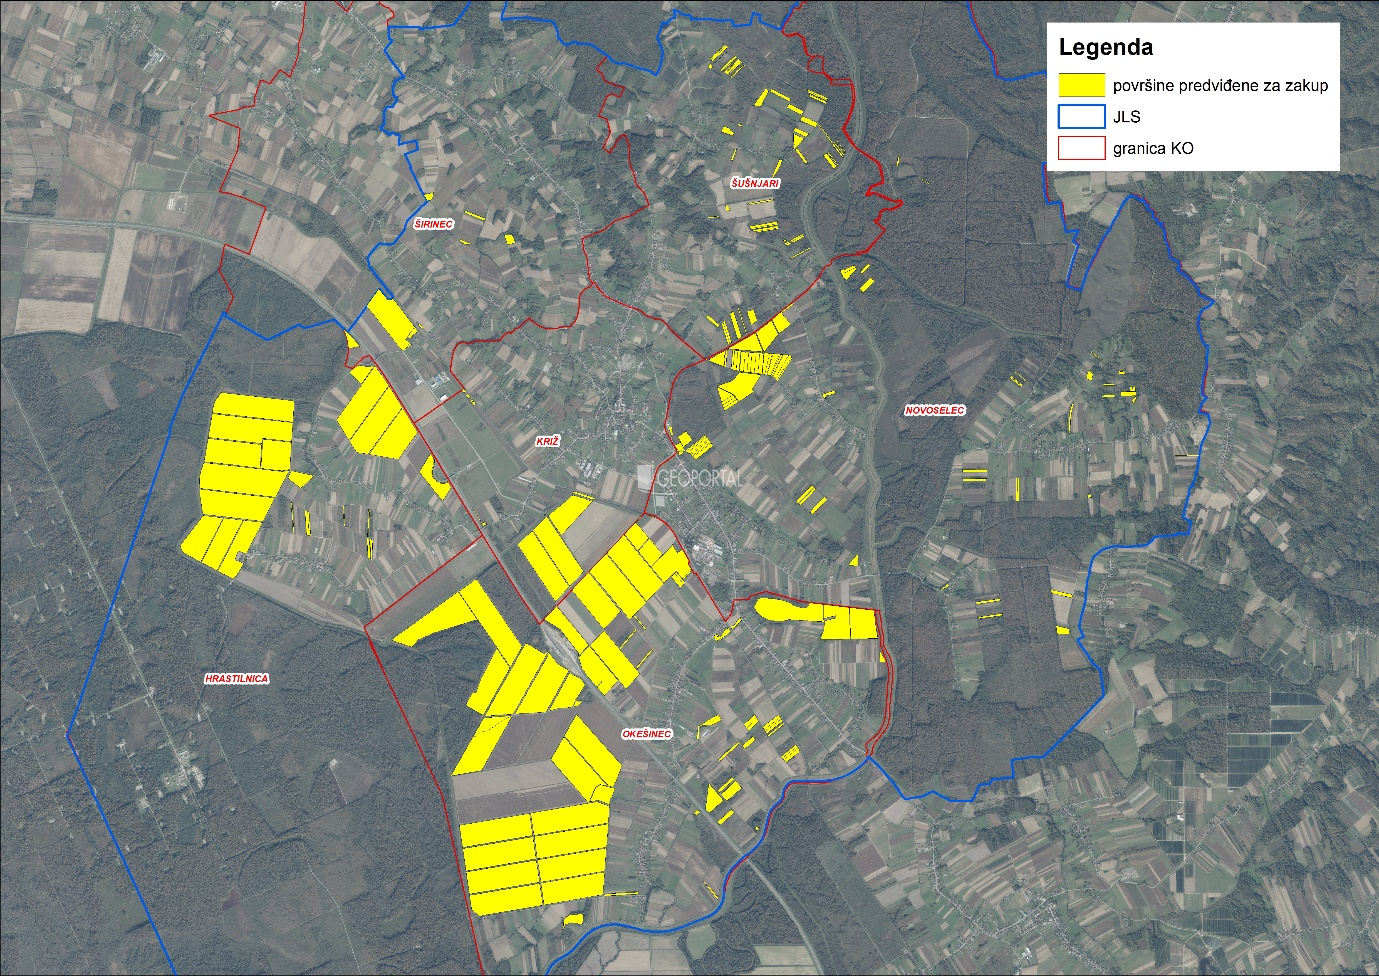 Legenda
površine predviđene za zakup
JLS
granica KO
ŠUŠNJARI
ŠIRINEC
NOVOSELEC
KRIŽ
GEOPORTAL
HRASTILNICA
OKEŠINEC